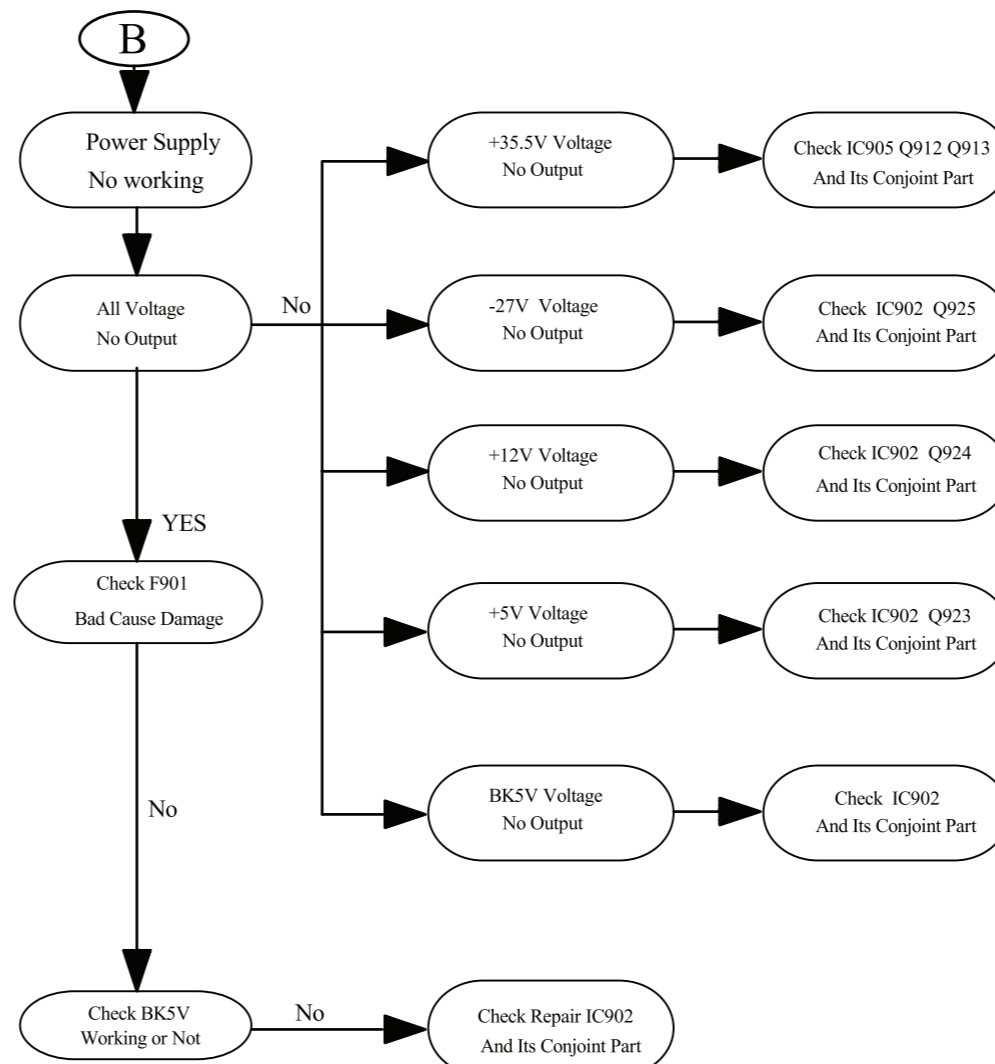 B
Power Supply
No working
All Voltage
No Output
No
YES
Check F901
Bad Cause Damage
No
Check BK5V
Working or Not
No
Check Repair IC902
And Its Conjoint Part
+35.5V Voltage
No Output
Check IC905 Q912 Q913
And Its Conjoint Part
-27V Voltage
No Output
Check IC902 Q925
And Its Conjoint Part
+12V Voltage
No Output
Check IC902 Q924
And Its Conjoint Part
+5V Voltage
No Output
Check IC902 Q923
And Its Conjoint Part
BK5V Voltage
No Output
Check IC902
And Its Conjoint Part